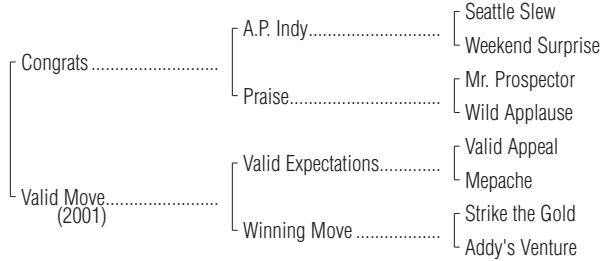 Seattle Slew
A.P. Indy..............................
Weekend Surprise
Congrats .............................
Mr. Prospector
Praise..................................
Wild Applause
Valid Appeal
Valid Expectations..............
Mepache
Valid Move..........................
(2001)
Strike the Gold
Winning Move ...................
Addy's Venture